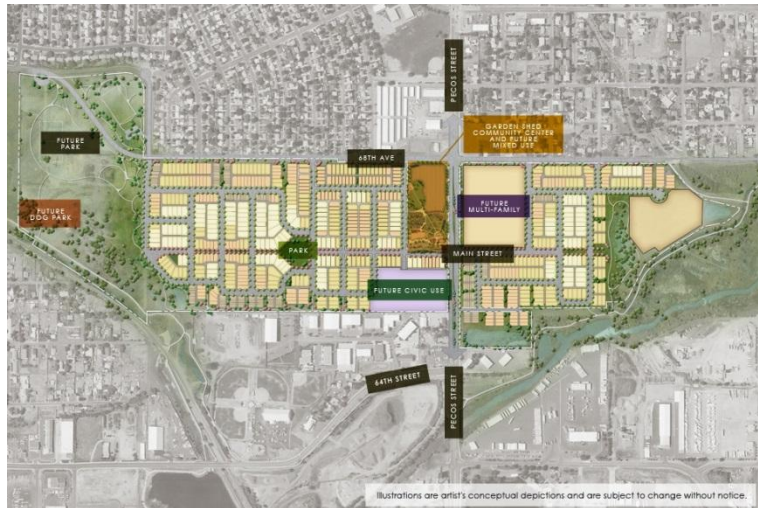 PECOS STREET
GARDEN SHED
COMMUNITY CENTER
AND FUTURE
MIXED USE
FUTURE
PARK
68TH AVE
FUTURE
MULTI-FAMILY
FUTURE
DOG PARK
PARK
MAIN STREET
FUTURE CIVIC USE
64TH STREET
PECOS STREET
Illustrations are artist's conceptual depictions and are subject to change without notice.